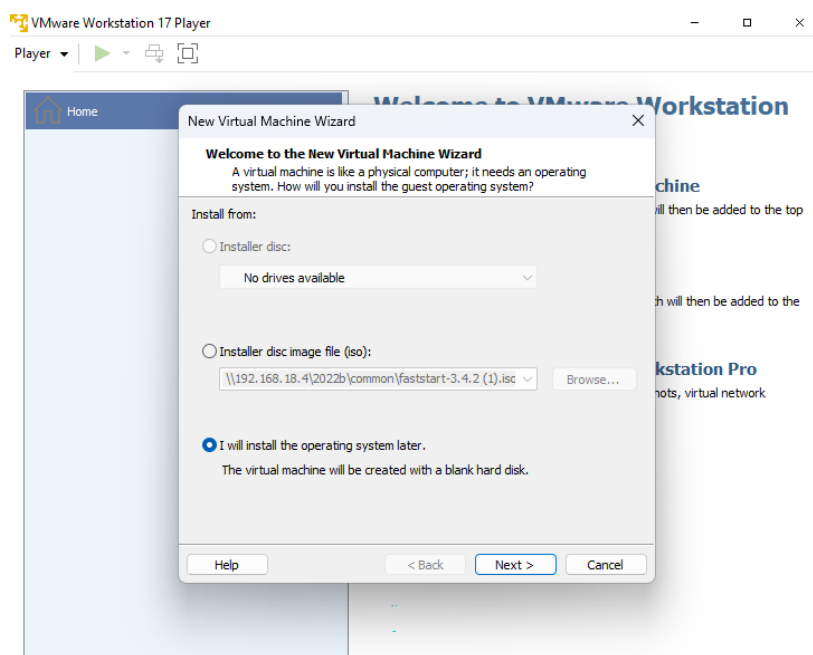 VMware Workstation 17 Player
Player
Home
Welcome to VMware Workstation
New Virtual Machine Wizard
Welcome to the New Virtual Machine Wizard
A virtual machine is like a physical computer; it needs an operating
system. How will you install the guest operating system?
chine
ill then be added to the top
Install from:
Installer disc:
No drives available
h will then be added to the
Installer disc image file (iso):
\\192.168.18.4\2022b\common\faststart-3.4.2 (1).iso
Browse...
kstation Pro
hots, virtual network
I will install the operating system later.
The virtual machine will be created with a blank hard disk.
Help
< Back
Next >
Cancel